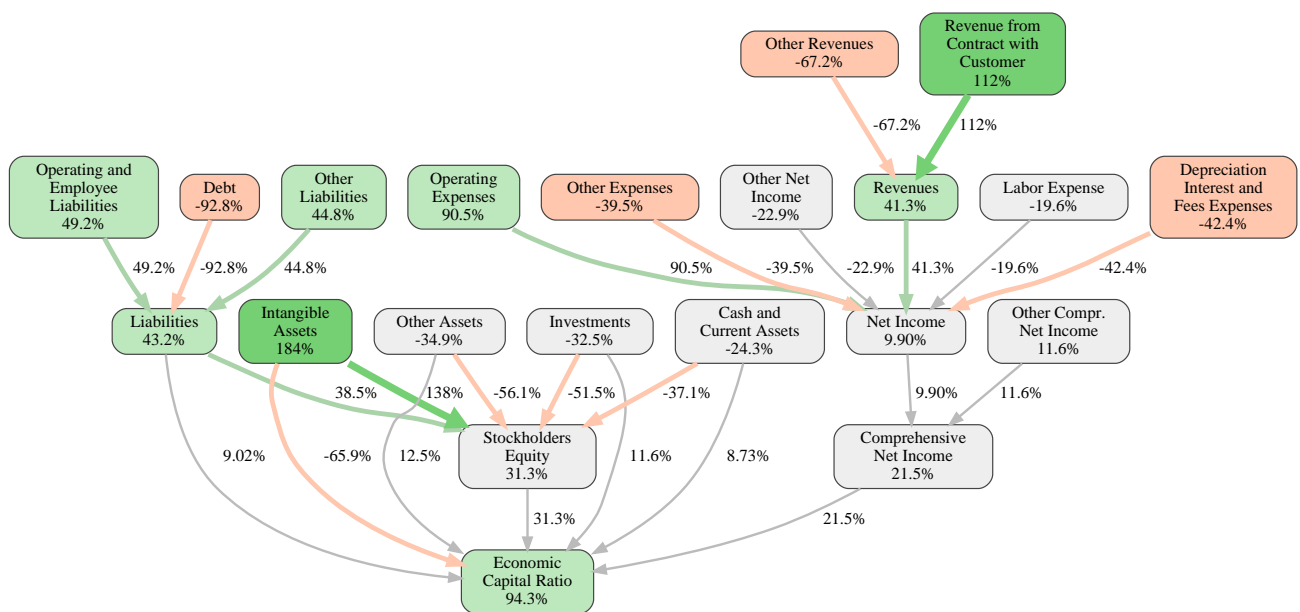 Revenue from
Contract with
Customer
112%
Other Revenues
-67.2%
-67.2%
112%
Operating and
Employee
Liabilities
49.2%
Debt
-92.8%
Other
Liabilities
44.8%
Operating
Expenses
90.5%
Other Expenses
-39.5%
Other Net
Income
-22.9%
Revenues
41.3%
Labor Expense
-19.6%
Depreciation
Interest and
Fees Expenses
-42.4%
49.2%
-92.8%
44.8%
90.5%
-39.5%
-22.9%
41.3%
-19.6%
-42.4%
Liabilities
43.2%
Intangible
Assets
184%
Other Assets
-34.9%
Investments
-32.5%
Cash and
Current Assets
-24.3%
Net Income
9.90%
Other Compr.
Net Income
11.6%
38.5%
138%
-56.1%
-51.5%
-37.1%
9.90%
11.6%
Stockholders
Equity
31.3%
Comprehensive
Net Income
21.5%
9.02%
-65.9%
12.5%
11.6%
8.73%
31.3%
21.5%
Economic
Capital Ratio
94.3%